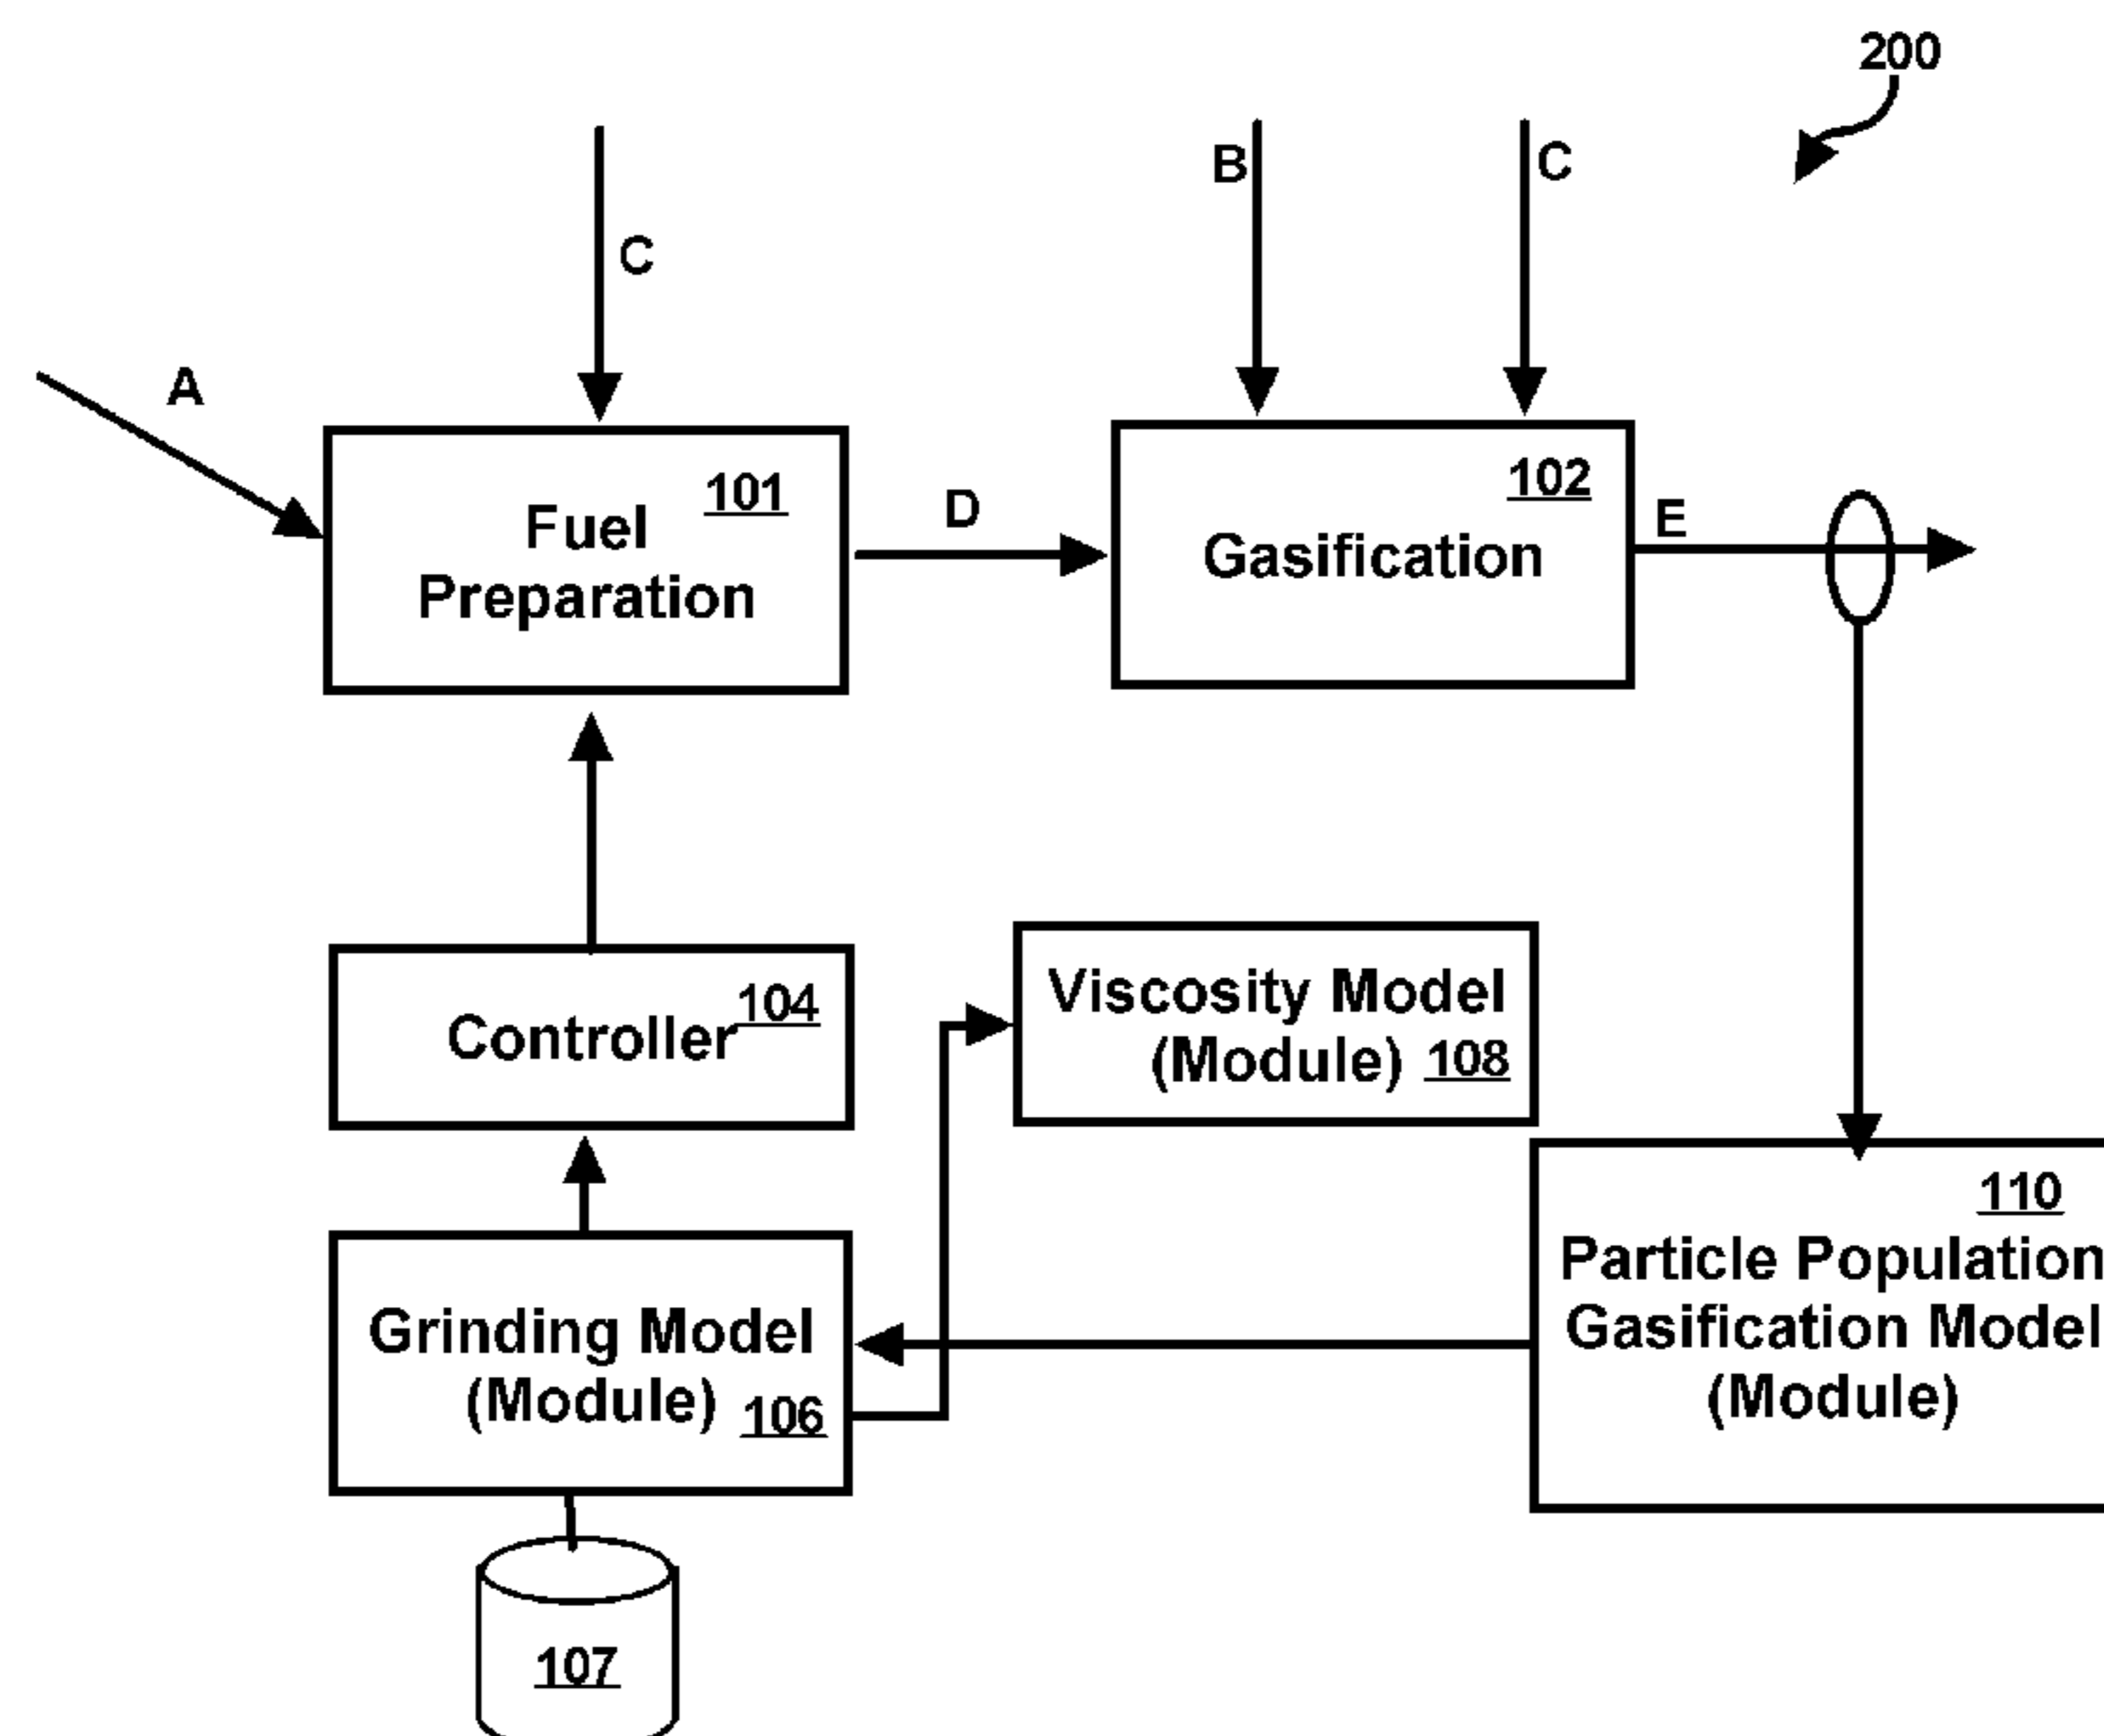 200
B
C
C
A
101
Fuel
Preparation
D
102
Gasification
E
104
Controller
Viscosity Model
(Module) 108
110
Particle Population
Gasification Model
(Module)
Grinding Model
(Module) 106
107